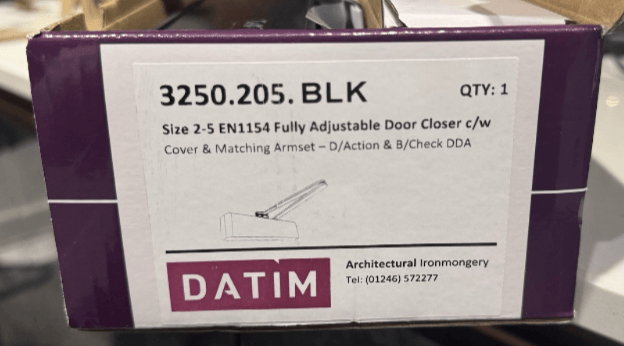 3250.205. BLK QTY: 1
Size 2-5 EN1154 Fully Adjustable Door Closer c/w
Cover & Matching Armset – D/Action & B/Check DDA
DATIM
Architectural Ironmongery
Tel: (01246) 572277